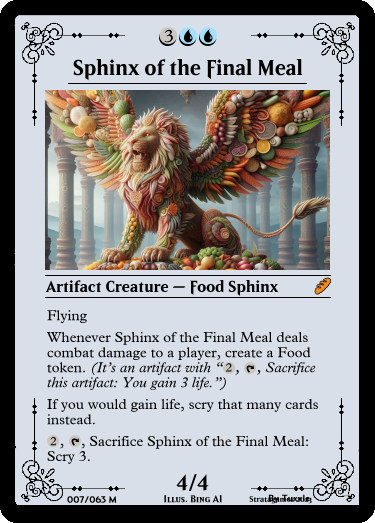 3
Sphinx of the Final Meal
Artifact Creature — Food Sphinx
Flying
Whenever Sphinx of the Final Meal deals
combat damage to a player, create a Food
token. (It's an artifact with “2, , Sacrifice
this artifact: You gain 3 life.”)
If you would gain life, scry that many cards
instead.
2, , Sacrifice Sphinx of the Final Meal:
Scry 3.
4/4
007/063 M Illus. Bing AI